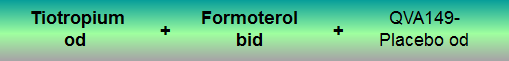 Tiotropium + Formoterol + QVA149-
od bid Placebo od